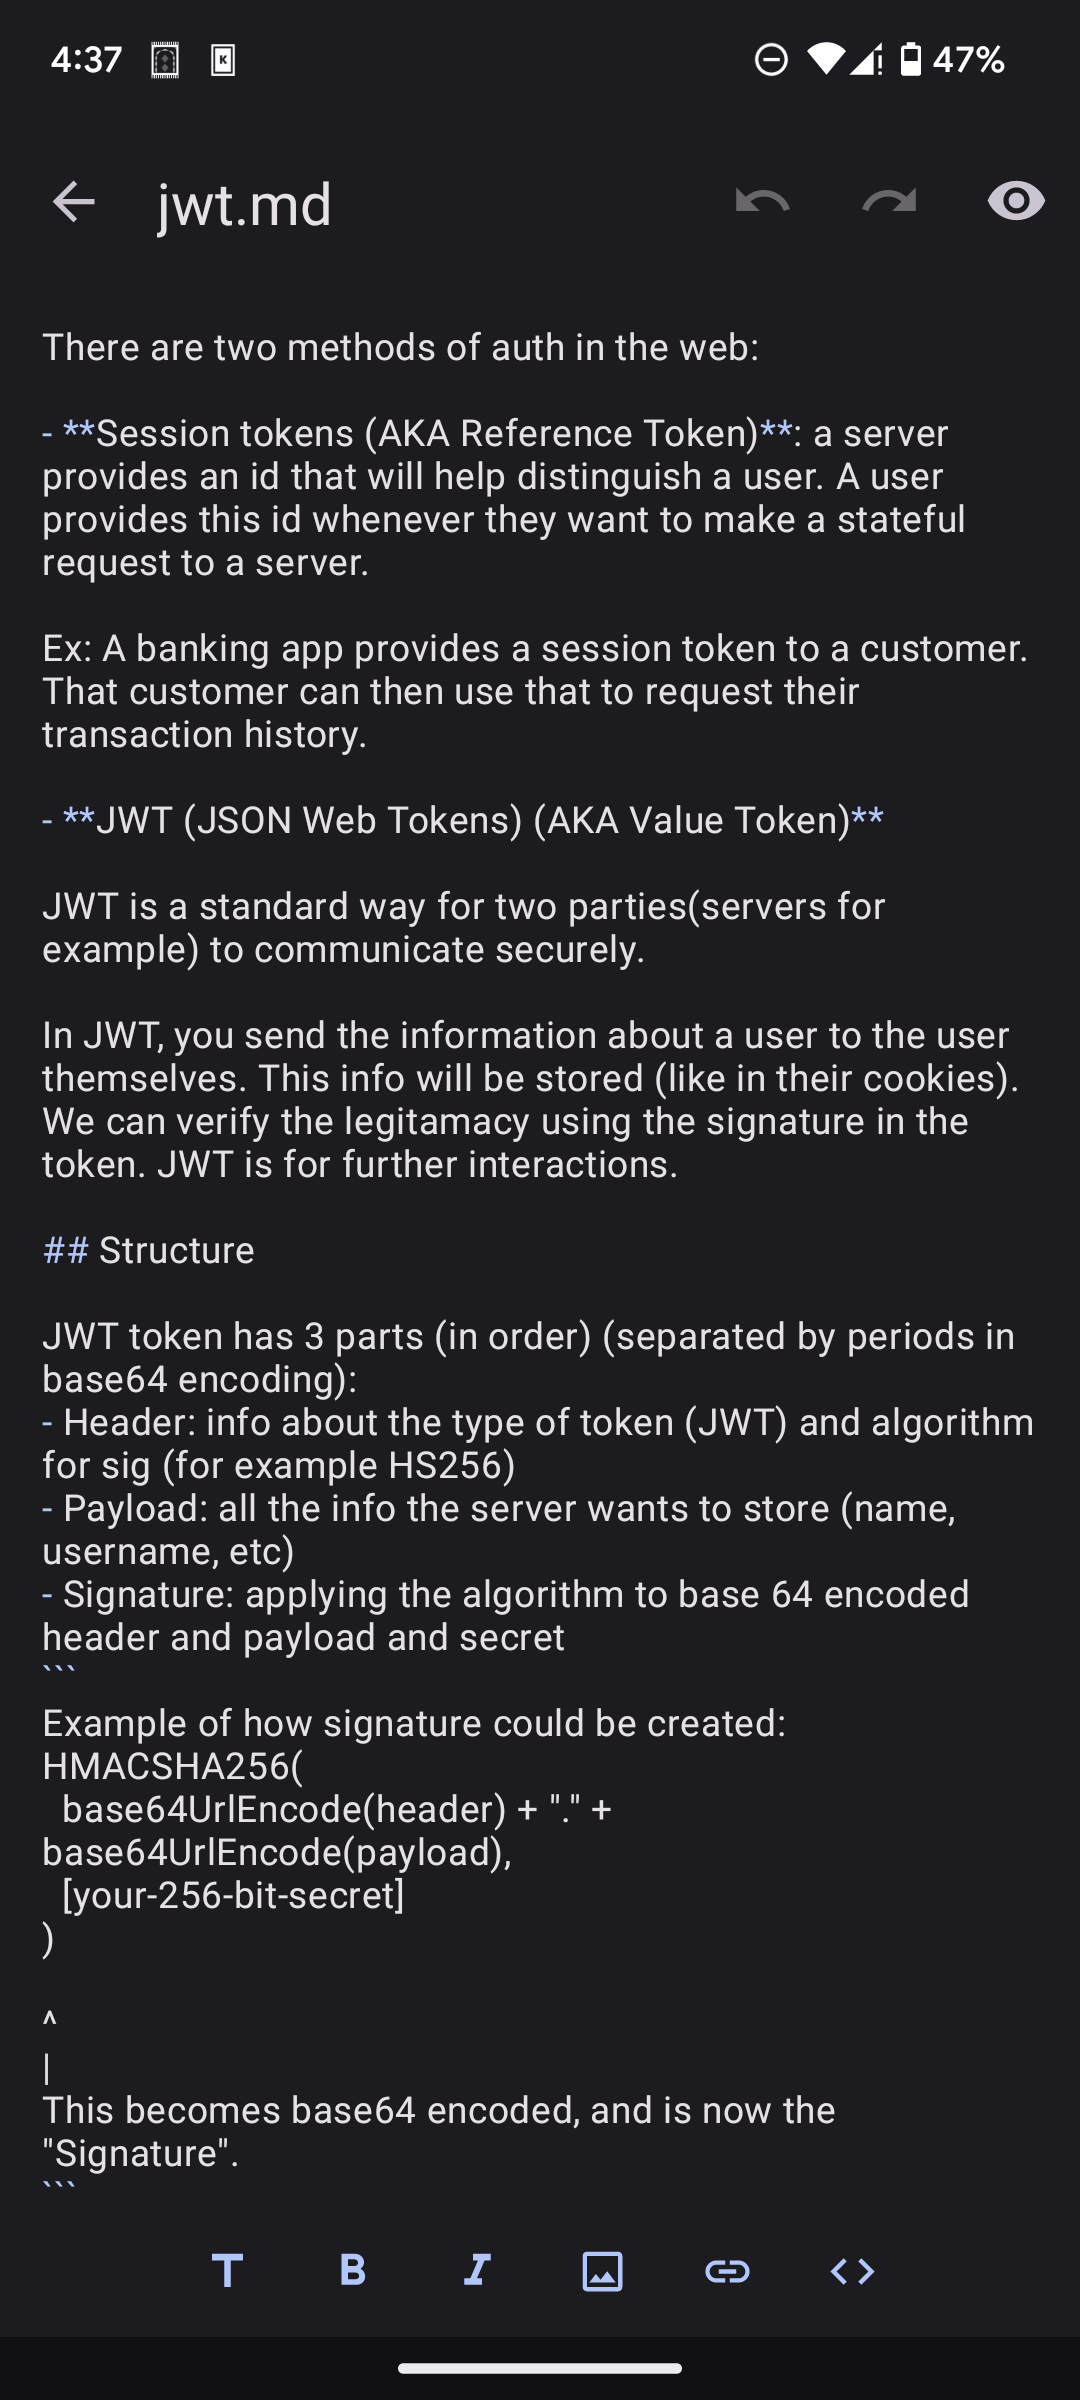 4:37 K 47%
jwt.md
There are two methods of auth in the web:
- **Session tokens (AKA Reference Token)**: a server
provides an id that will help distinguish a user. A user
provides this id whenever they want to make a stateful
request to a server.
Ex: A banking app provides a session token to a customer.
That customer can then use that to request their
transaction history.
- **JWT (JSON Web Tokens) (AKA Value Token)**
JWT is a standard way for two parties(servers for
example) to communicate securely.
In JWT, you send the information about a user to the user
themselves. This info will be stored (like in their cookies).
We can verify the legitamacy using the signature in the
token. JWT is for further interactions.
## Structure
JWT token has 3 parts (in order) (separated by periods in
base64 encoding):
- Header: info about the type of token (JWT) and algorithm
for sig (for example HS256)
- Payload: all the info the server wants to store (name,
username, etc)
- Signature: applying the algorithm to base 64 encoded
header and payload and secret
```
Example of how signature could be created:
HMACSHA256(
  base64UrlEncode(header) + "." +
base64UrlEncode(payload),
  [your-256-bit-secret]
)
^
|
This becomes base64 encoded, and is now the
"Signature".
```
T B I <>